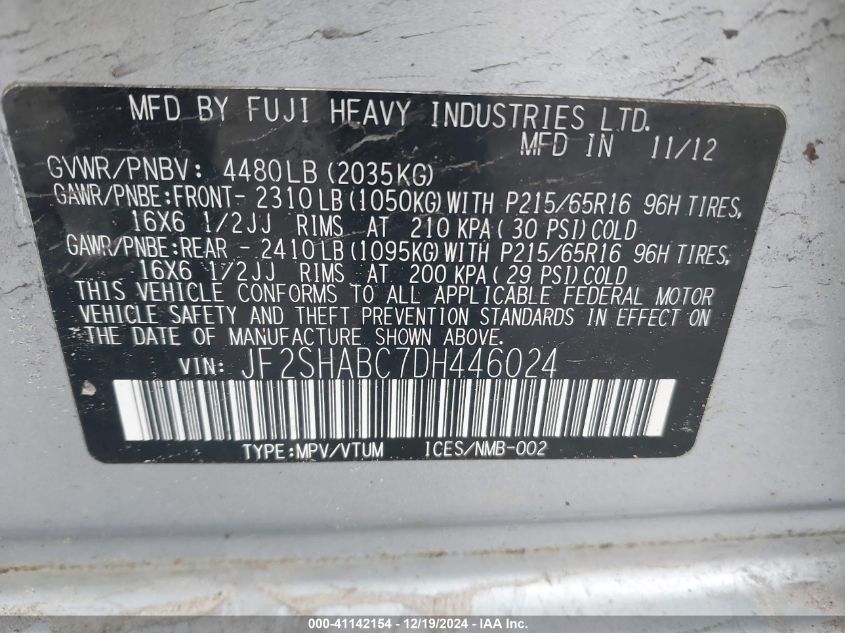 MFD BY FUJI HEAVY INDUSTRIES LTD.
MFD IN 11/12
GVWR/PNBV: 4480LB(2035KG)
GAWR/PNBE:FRONT- 2310LB(1050KG)WITH P215/65R16 96H TIRES,
16X6 1/2JJ RIMS AT 210 KPA(30 PSI)COLD
GAWR/PNBE:REAR - 2410LB(1095KG)WITH P215/65R16 96H TIRES,
16X6 1/2JJ RIMS AT 200 KPA(29 PSI)COLD
THIS VEHICLE CONFORMS TO ALL APPLICABLE FEDERAL MOTOR
VEHICLE SAFETY AND THEFT PREVENTION STANDARDS IN EFFECT ON
THE DATE OF MANUFACTURE SHOWN ABOVE.
VIN: JF2SHABC7DH446024
TYPE:MPV/VTUM ICES/NMB-002
000-41142154 - 12/19/2024 - IAA Inc.